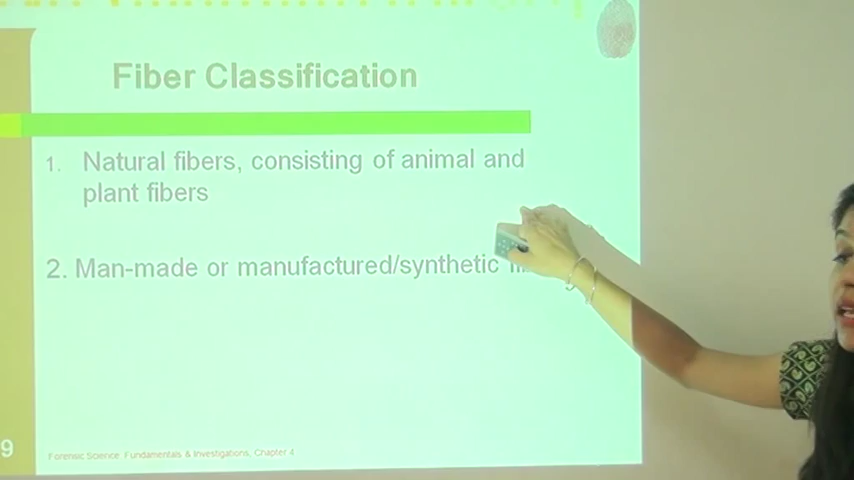 Fiber Classification
1. Natural fibers, consisting of animal and
plant fibers
2. Man-made or manufactured/synthetic
9
Forensic Science Fundamentals & Investigations, Chapter 4